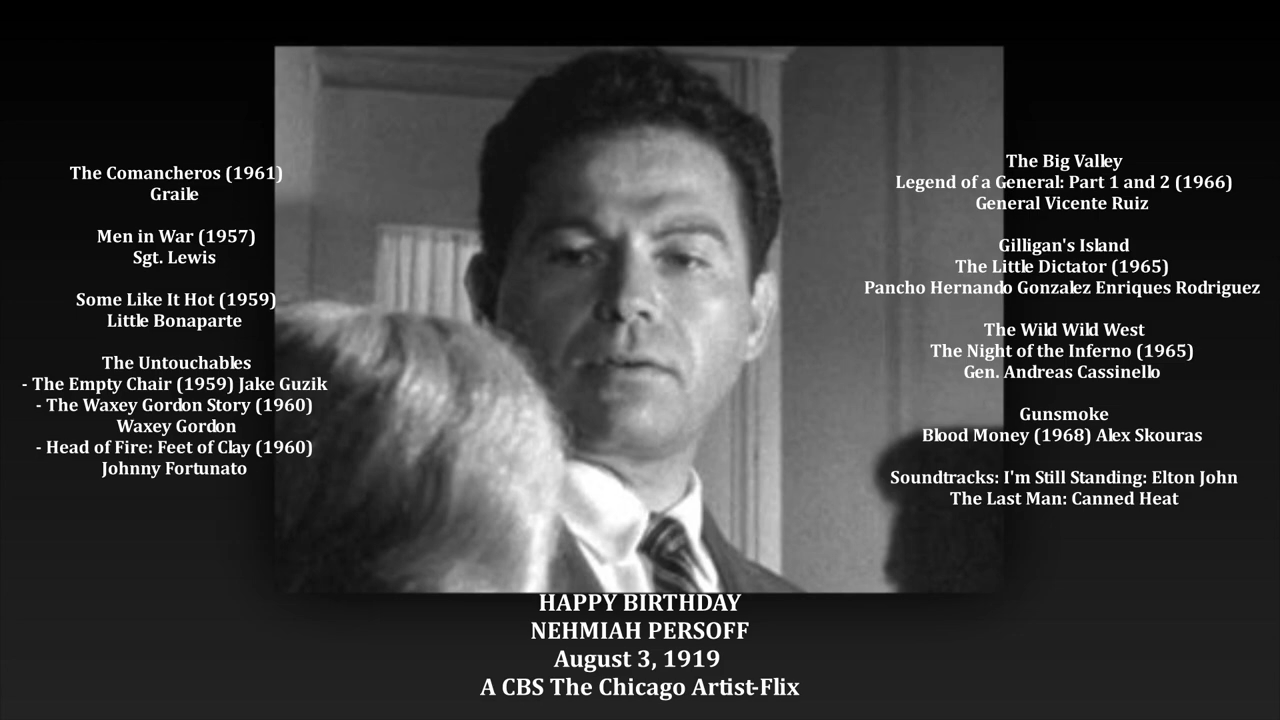 The Comancheros (1961)
Graile
Men in War (1957)
Sgt. Lewis
Some Like It Hot (1959)
Little Bonaparte
The Untouchables
- The Empty Chair (1959) Jake Guzik
- The Waxey Gordon Story (1960)
Waxey Gordon
- Head of Fire: Feet of Clay (1960)
Johnny Fortunato
The Big Valley
Legend of a General: Part 1 and 2 (1966)
General Vicente Ruiz
Gilligan's Island
The Little Dictator (1965)
Pancho Hernando Gonzalez Enriques Rodriguez
The Wild Wild West
The Night of the Inferno (1965)
Gen. Andreas Cassinello
Gunsmoke
Blood Money (1968) Alex Skouras
Soundtracks: I'm Still Standing: Elton John
The Last Man: Canned Heat
HAPPY BIRTHDAY
NEHMIAH PERSOFF
August 3, 1919
A CBS The Chicago Artist-Flix